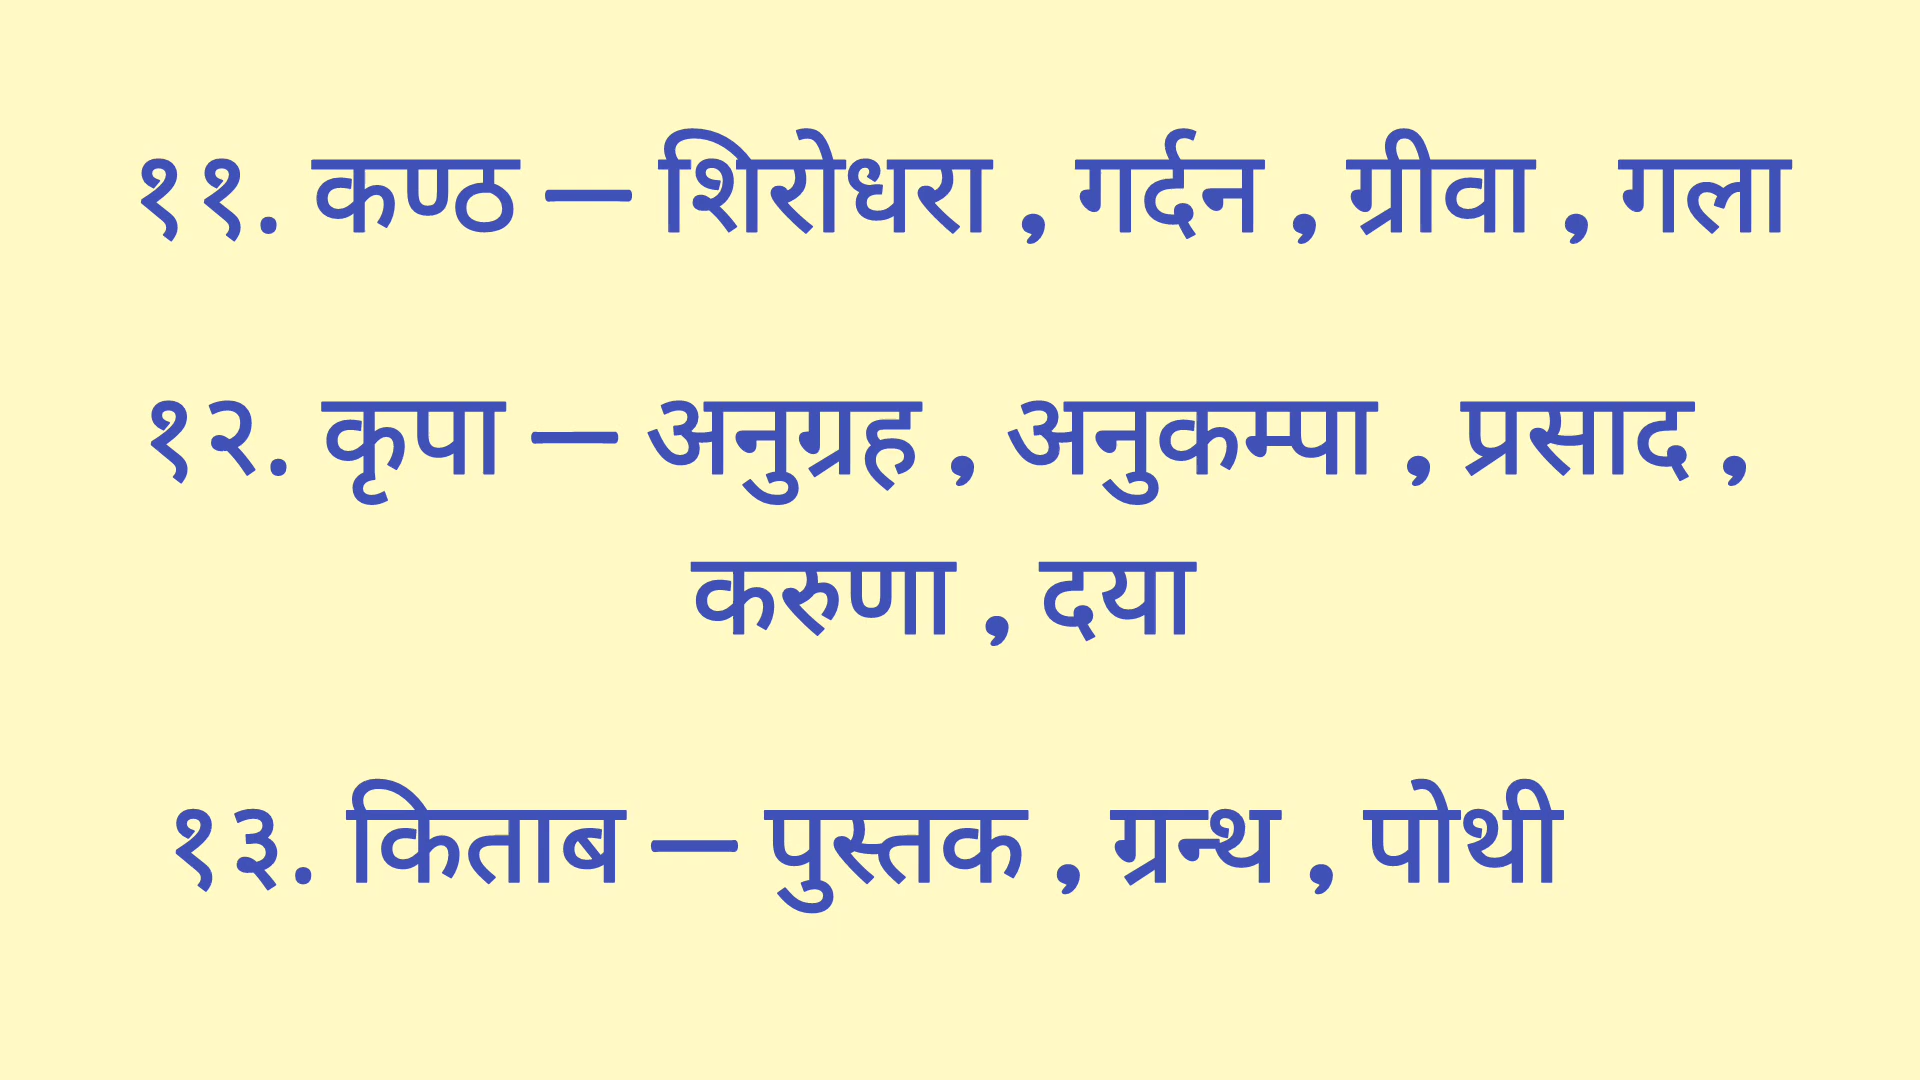 ११. कण्ठ – शिरोधरा , गर्दन , ग्रीवा , गला
१२. कृपा – अनुग्रह , अनुकम्पा , प्रसाद ,
करुणा , दया
१३. किताब – पुस्तक , ग्रन्थ , पोथी